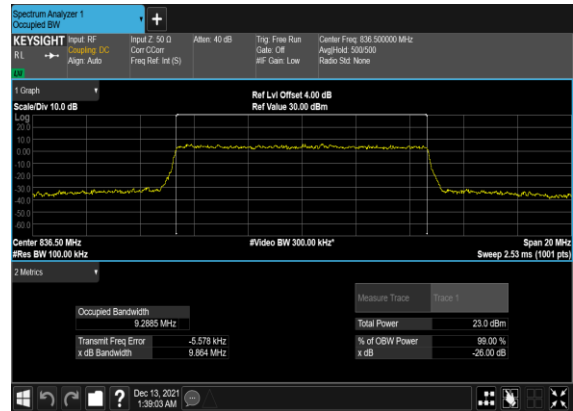 Spectrum Analyzer 1
Occupied BW
KEYSIGHT Input: RF Input Z: 50 Ω Atten: 40 dB Trig: Free Run Center Freq: 836.500000 MHz
RL Coupling: DC Corr CCorr Gate: Off Avg|Hold: 500/500
Align: Auto Freq Ref: Int (S) #IF Gain: Low Radio Std: None
1 Graph
Ref Lvl Offset 4.00 dB
Scale/Div 10.0 dB Ref Value 30.00 dBm
Log
20.0
10.0
0.00
-10.0
-20.0
-30.0
-40.0
-50.0
-60.0
Center 836.50 MHz #Video BW 300.00 kHz* Span 20 MHz
#Res BW 100.00 kHz Sweep 2.53 ms (1001 pts)
2 Metrics
Measure Trace Trace 1
Occupied Bandwidth
9.2885 MHz Total Power 23.0 dBm
Transmit Freq Error -5.578 kHz % of OBW Power 99.00 %
x dB Bandwidth 9.864 MHz x dB -26.00 dB
? Dec 13, 2021
1:39:03 AM